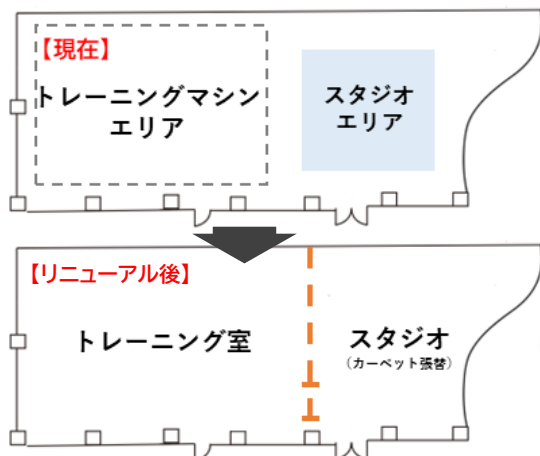 【現在】
トレーニングマシン
エリア
スタジオ
エリア
【リニューアル後】
トレーニング室
スタジオ
(カーペット張替)